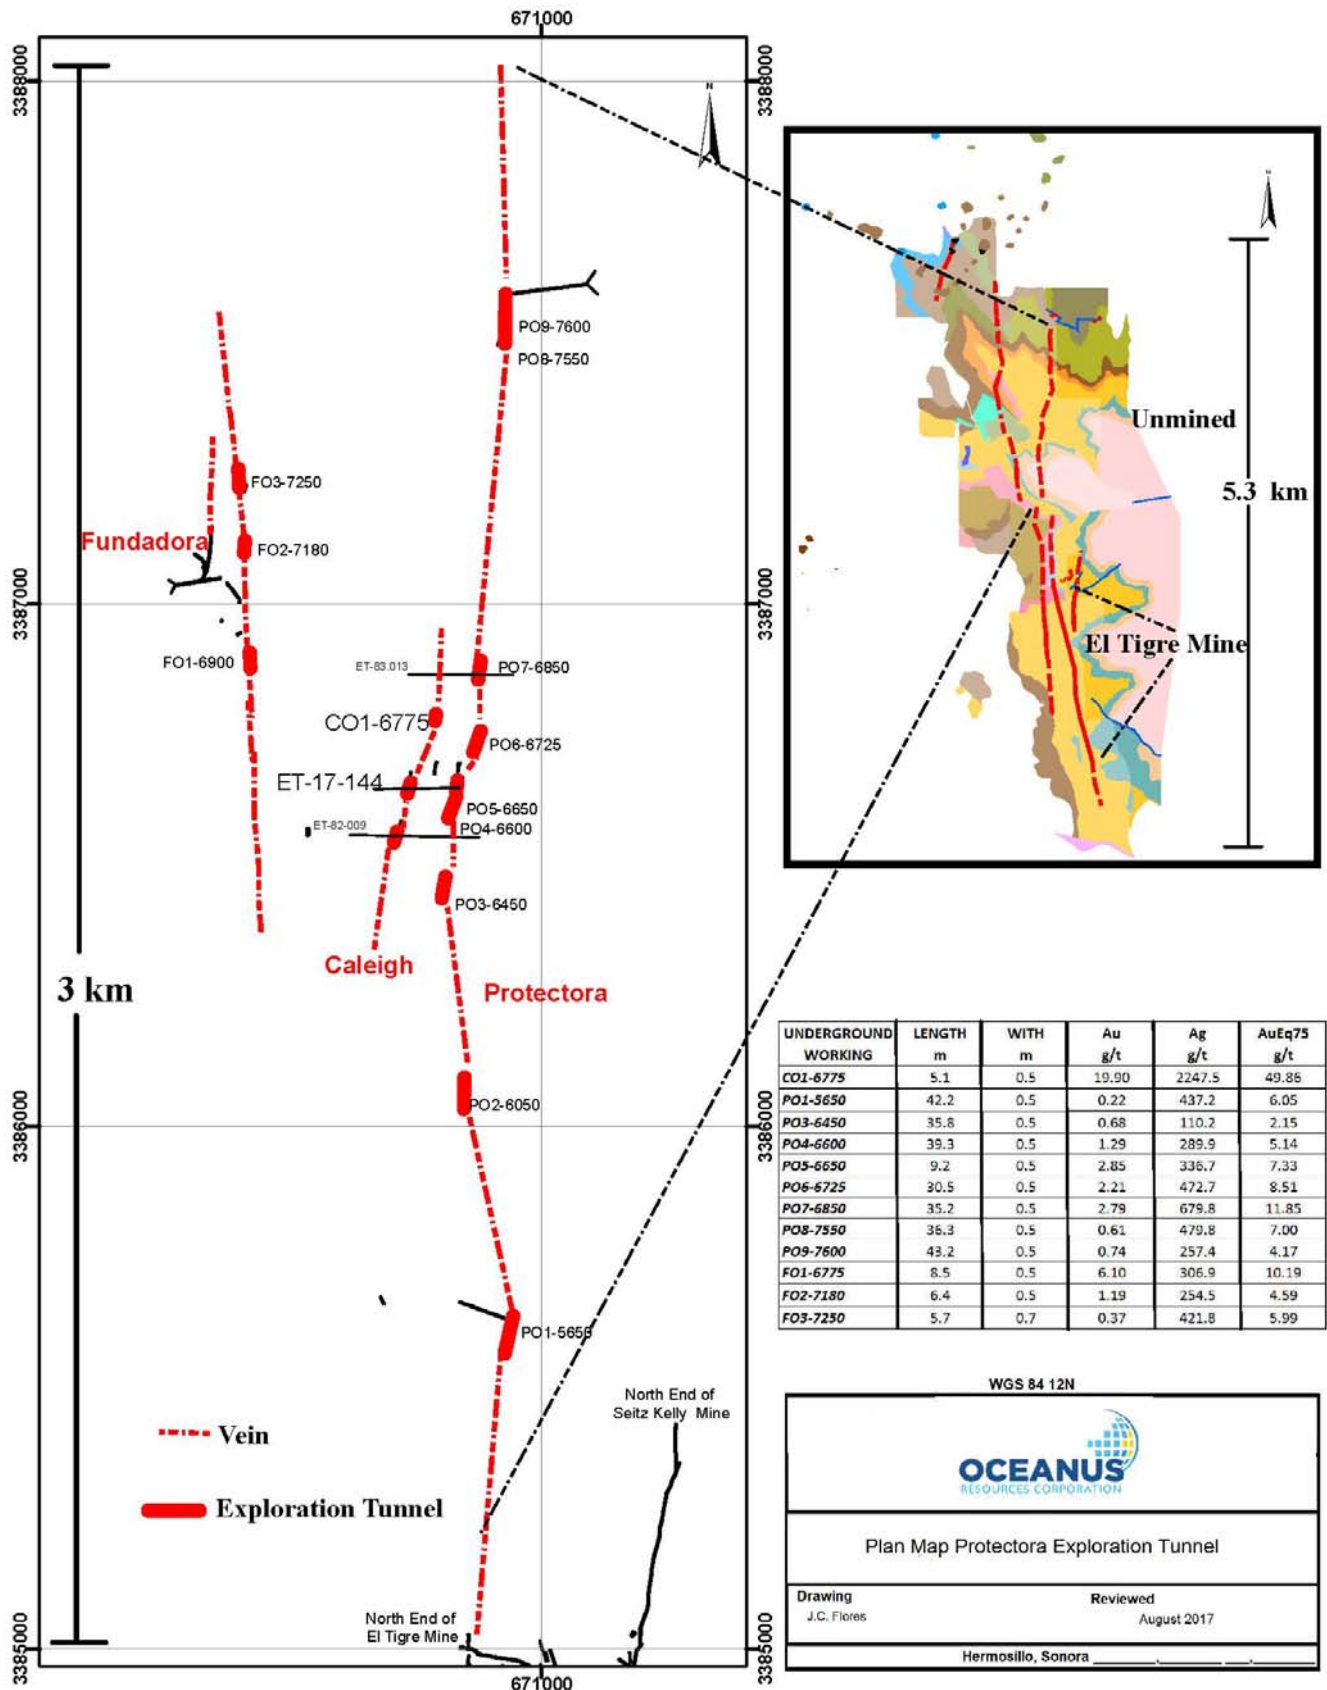 671000
3388000
3388000
N
PO9-7600
PO8-7550
FO3-7250
Fundadora
FO2-7180
3387000
3387000
FO1-6900
ET-83.013
PO7-6850
CO1-6775
PO6-6725
ET-17-144
PO5-6650
ET-82-009
PO4-6600
PO3-6450
Caleigh
3 km
Protectora
PO2-6050
3386000
3386000
PO1-5650
North End of
Seitz Kelly Mine
Vein
Exploration Tunnel
North End of
El Tigre Mine
3385000
3385000
671000
N
Unmined
5.3 km
El Tigre Mine
UNDERGROUND WORKING LENGTH m WITH m Au g/t Ag g/t AuEq75 g/t
CO1-6775 5.1 0.5 19.90 2247.5 49.86
PO1-5650 42.2 0.5 0.22 437.2 6.05
PO3-6450 35.8 0.5 0.68 110.2 2.15
PO4-6600 39.3 0.5 1.29 289.9 5.14
PO5-6650 9.2 0.5 2.85 336.7 7.33
PO6-6725 30.5 0.5 2.21 472.7 8.51
PO7-6850 35.2 0.5 2.79 679.8 11.85
PO8-7550 36.3 0.5 0.61 479.8 7.00
PO9-7600 43.2 0.5 0.74 257.4 4.17
FO1-6775 8.5 0.5 6.10 306.9 10.19
FO2-7180 6.4 0.5 1.19 254.5 4.59
FO3-7250 5.7 0.7 0.37 421.8 5.99
WGS 84 12N
OCEANUS
RESOURCES CORPORATION
Plan Map Protectora Exploration Tunnel
Drawing Reviewed
J.C. Flores August 2017
Hermosillo, Sonora